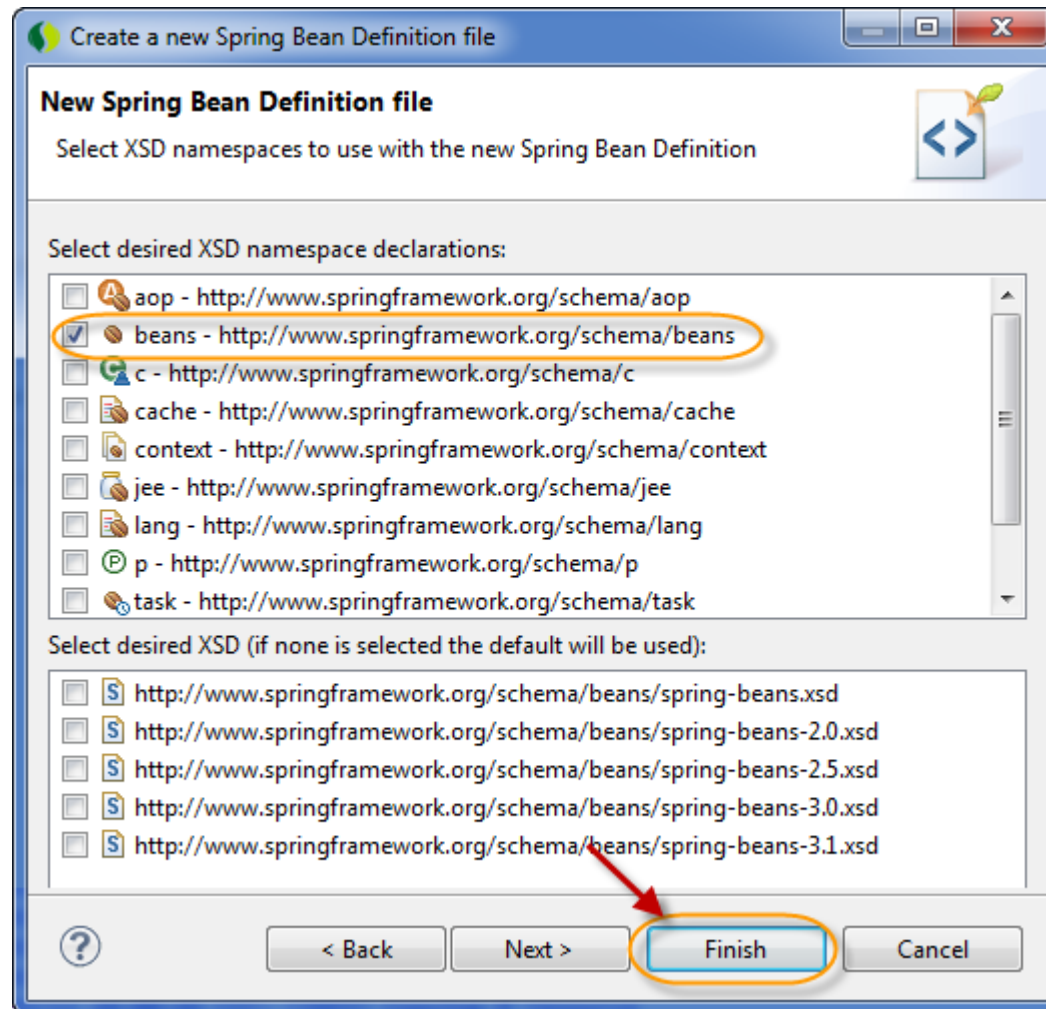 Create a new Spring Bean Definition file
New Spring Bean Definition file
Select XSD namespaces to use with the new Spring Bean Definition
Select desired XSD namespace declarations:
aop - http://www.springframework.org/schema/aop
beans - http://www.springframework.org/schema/beans
c - http://www.springframework.org/schema/c
cache - http://www.springframework.org/schema/cache
context - http://www.springframework.org/schema/context
jee - http://www.springframework.org/schema/jee
lang - http://www.springframework.org/schema/lang
p - http://www.springframework.org/schema/p
task - http://www.springframework.org/schema/task
Select desired XSD (if none is selected the default will be used):
http://www.springframework.org/schema/beans/spring-beans.xsd
http://www.springframework.org/schema/beans/spring-beans-2.0.xsd
http://www.springframework.org/schema/beans/spring-beans-2.5.xsd
http://www.springframework.org/schema/beans/spring-beans-3.0.xsd
http://www.springframework.org/schema/beans/spring-beans-3.1.xsd
< Back Next > Finish Cancel